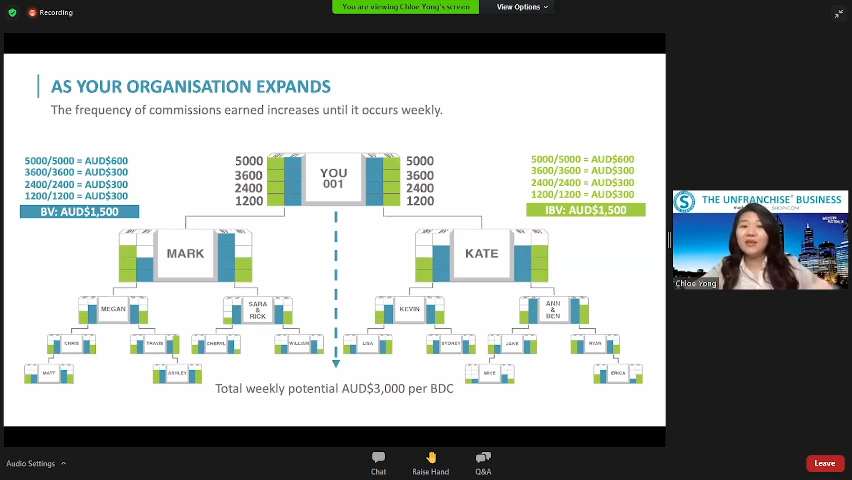 Recording
You are viewing Chloe Yong's screen
View Options
AS YOUR ORGANISATION EXPANDS
The frequency of commissions earned increases until it occurs weekly.
5000/5000 = AUD$600
3600/3600 = AUD$300
2400/2400 = AUD$300
1200/1200 = AUD$300
BV: AUD$1,500
5000
3600
2400
1200
YOU
001
5000
3600
2400
1200
5000/5000 = AUD$600
3600/3600 = AUD$300
2400/2400 = AUD$300
1200/1200 = AUD$300
IBV: AUD$1,500
MARK
KATE
MEGAN
SARA
&
RICK
KEVIN
ANN
&
BEN
CHRIS
TRAVIS
CHERYL
WILLIAM
LISA
SYDNEY
JAKE
RYAN
MATT
ASHLEY
MIKE
ERICA
Total weekly potential AUD$3,000 per BDC
THE UNFRANCHISE® BUSINESS
SHOP.COM
WESTERN
AUSTRALIA
Chloe Yong
Audio Settings
Chat
Raise Hand
Q&A
Leave